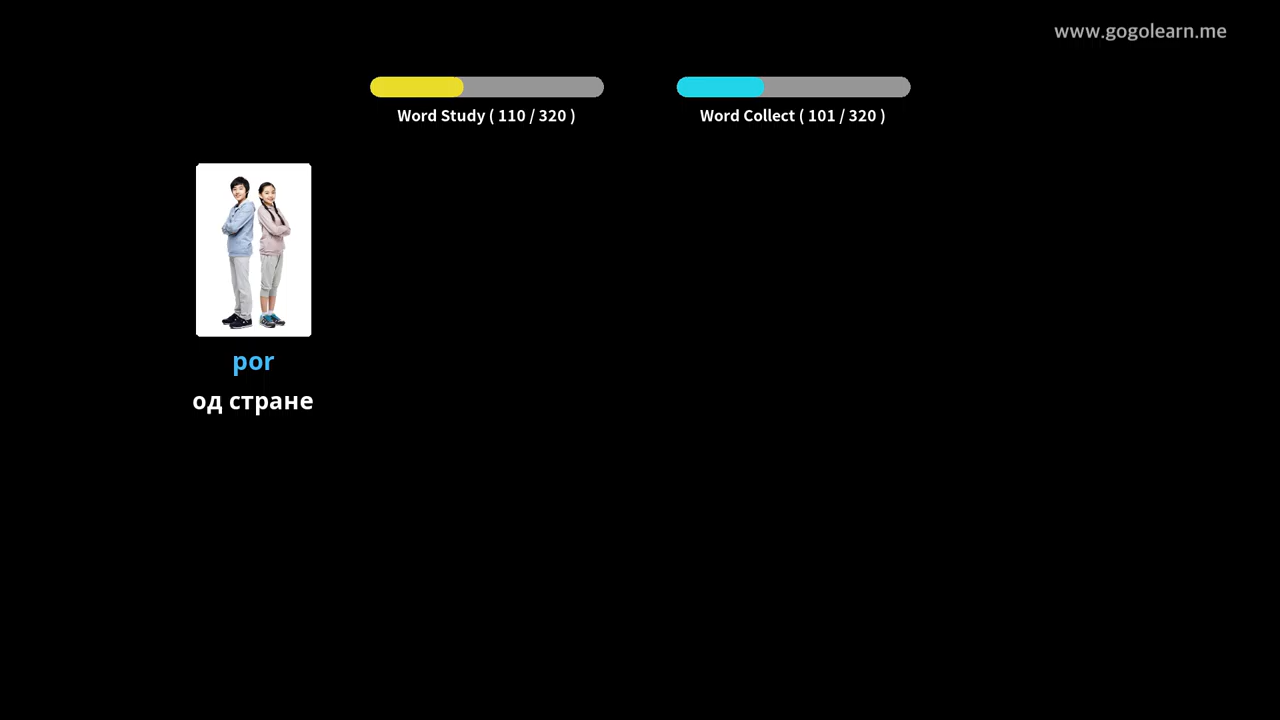 www.gogolearn.me
Word Study ( 110 / 320 )
Word Collect ( 101 / 320 )
por
од стране